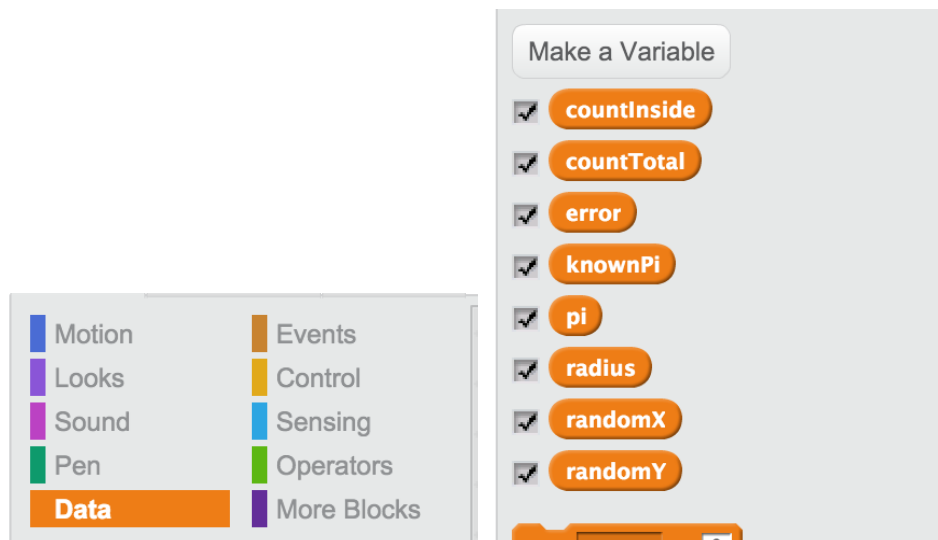 Motion
Looks
Sound
Pen
Data
Events
Control
Sensing
Operators
More Blocks
Make a Variable
countInside
countTotal
error
knownPi
pi
radius
randomX
randomY